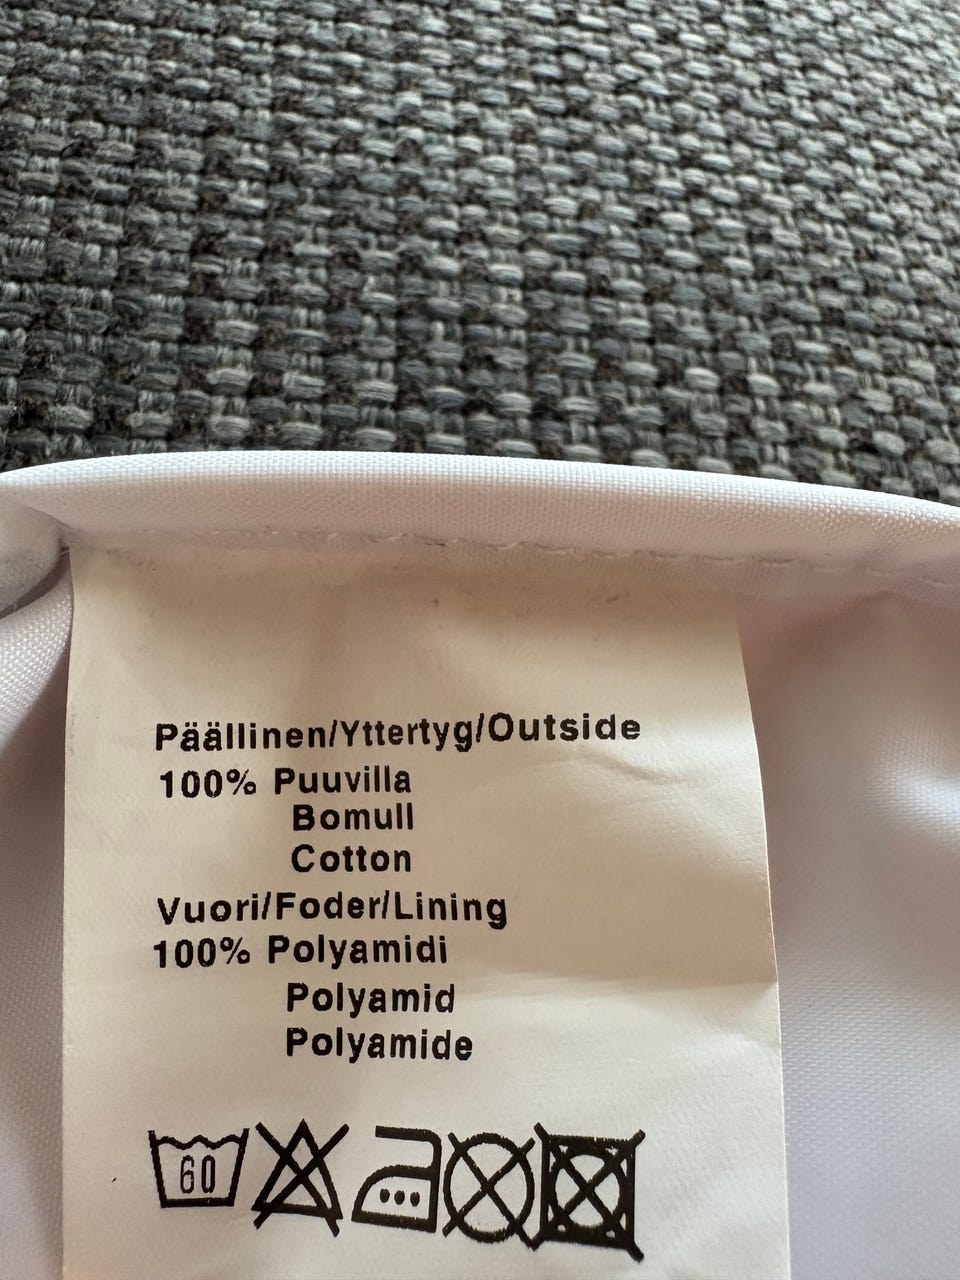 Päällinen/Yttertyg/Outside
100% Puuvilla
Bomull
Cotton
Vuori/Foder/Lining
100% Polyamidi
Polyamid
Polyamide
60